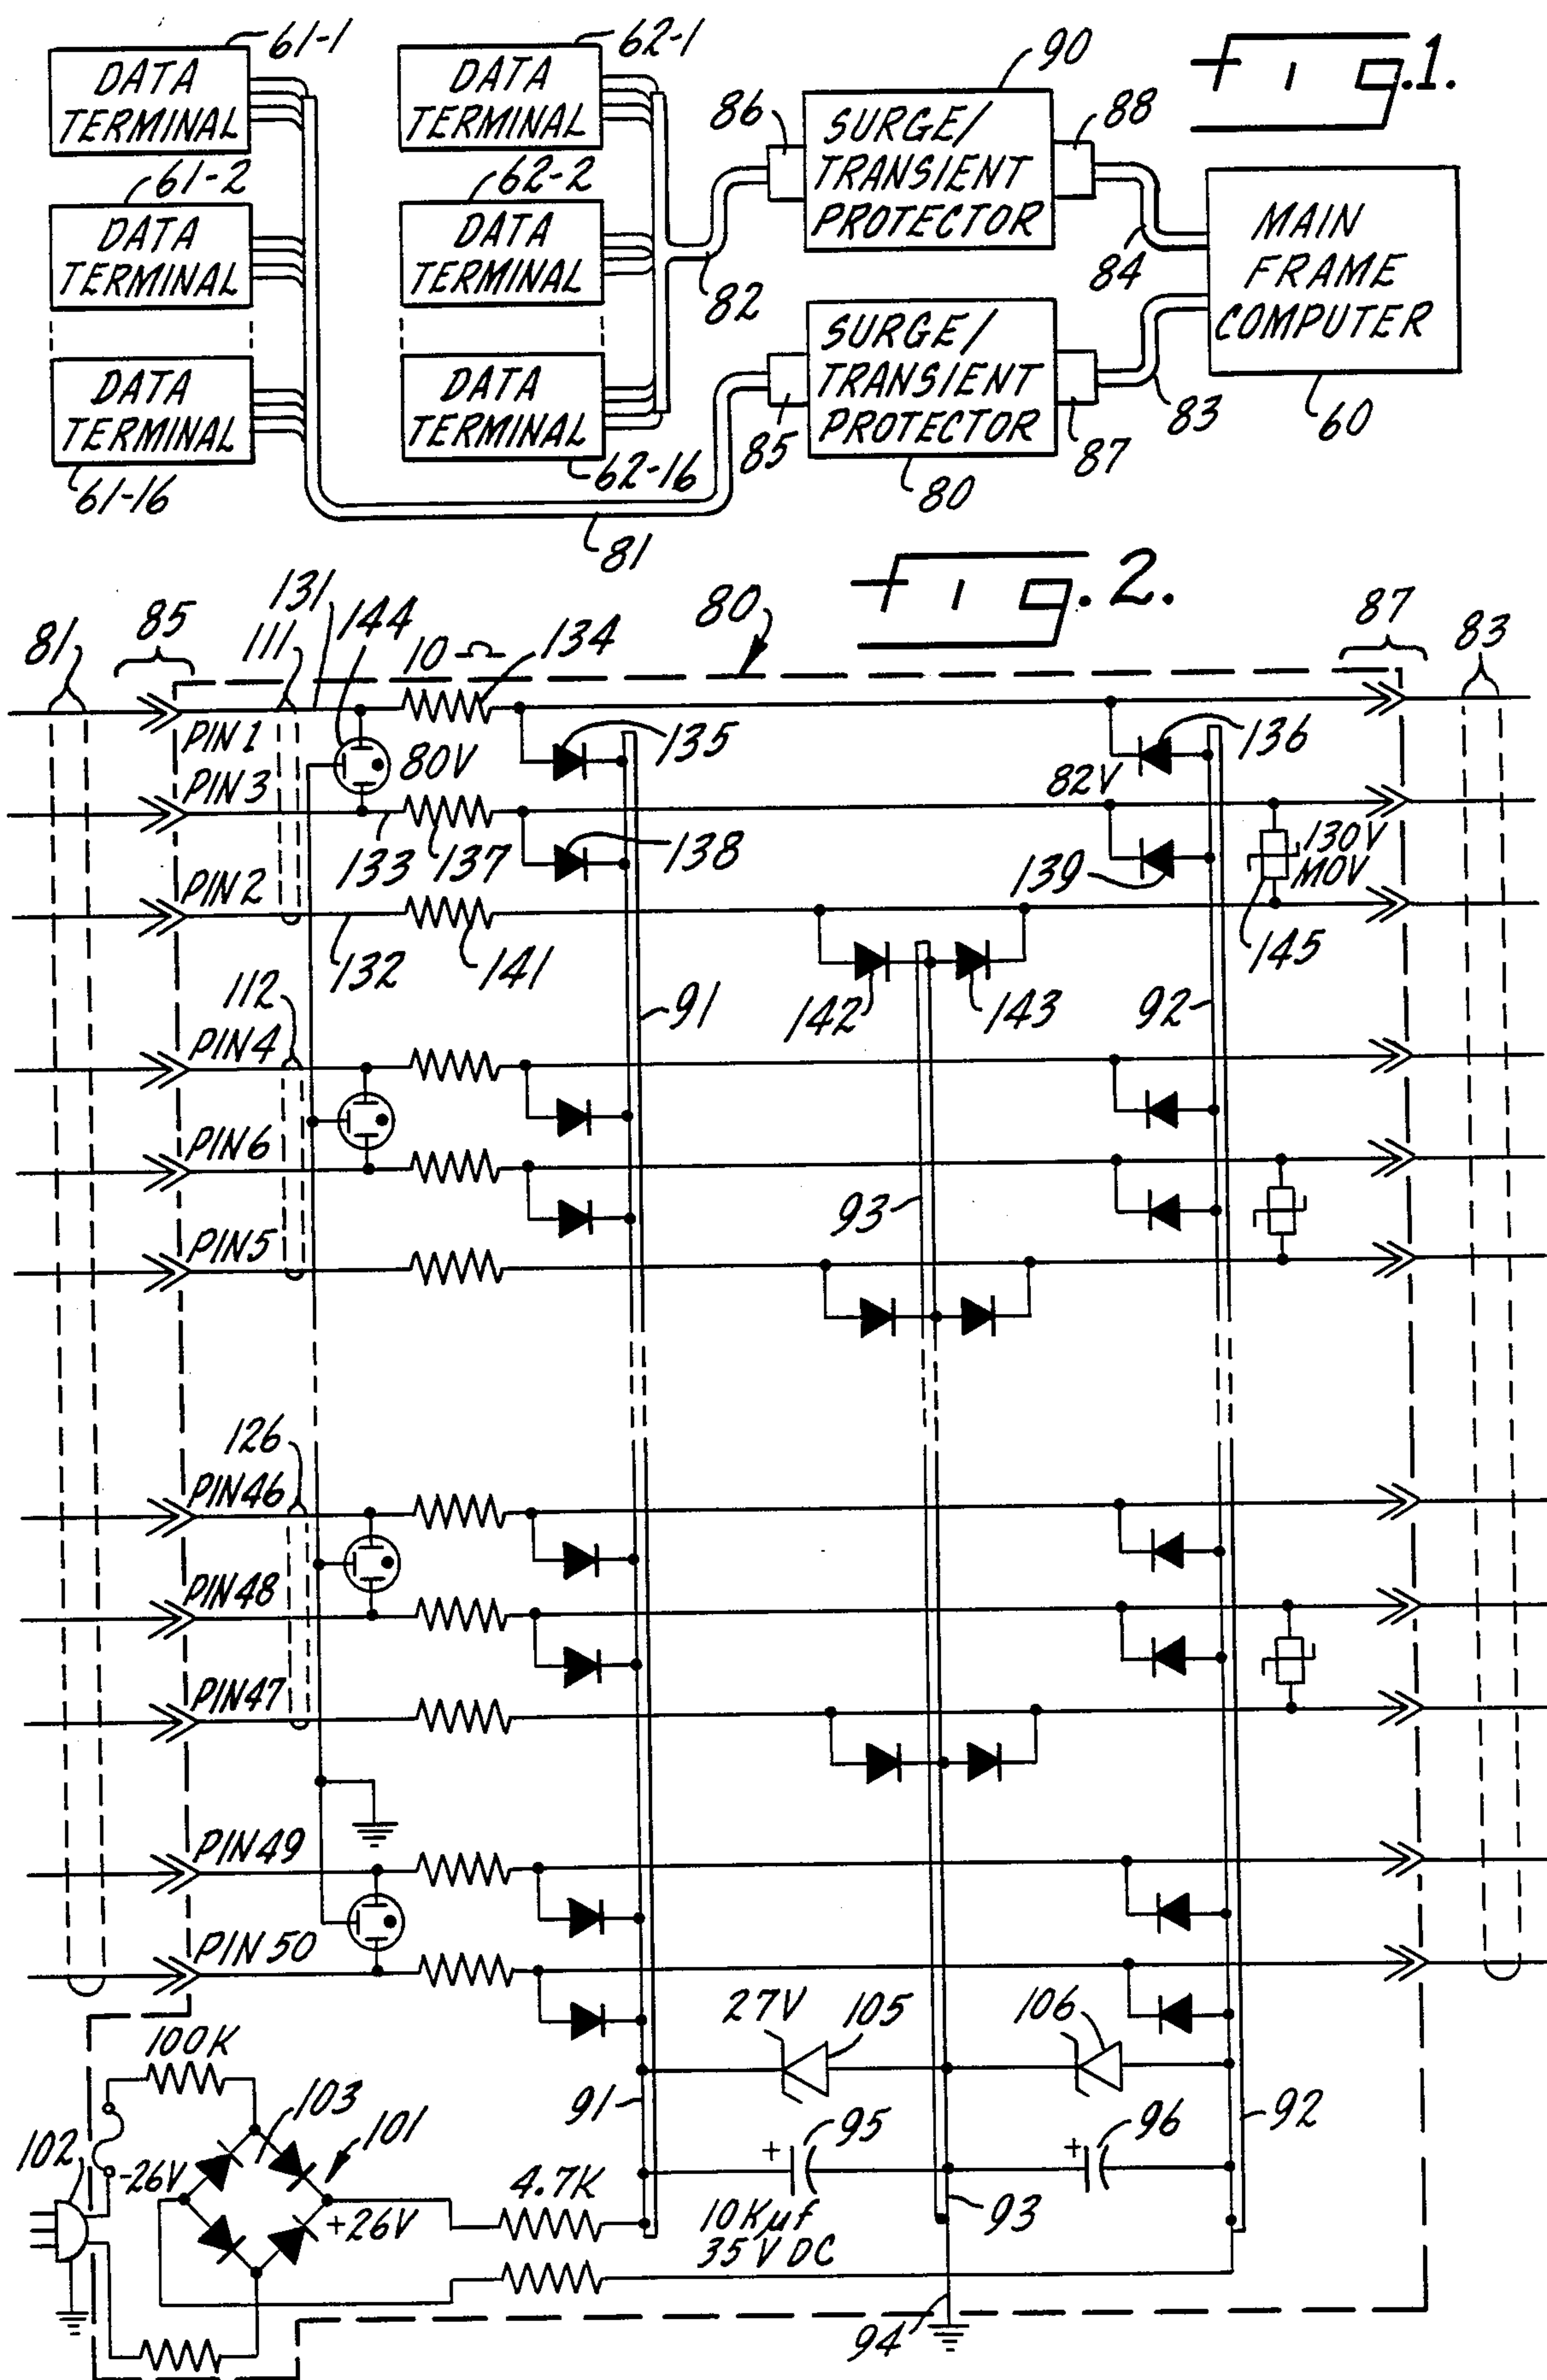 fig.1.
61-1
DATA
TERMINAL
61-2
DATA
TERMINAL
DATA
TERMINAL
61-16
62-1
DATA
TERMINAL
62-2
DATA
TERMINAL
DATA
TERMINAL
62-16
81
82
86
90
SURGE/
TRANSIENT
PROTECTOR
88
84
85
SURGE/
TRANSIENT
PROTECTOR
80
87
83
MAIN
FRAME
COMPUTER
60
fig.2.
80
81
85
111
131
144
10 Ω
134
87
83
PIN 1
135
136
80V
82V
PIN 3
133
137
138
139
130V
MOV
145
PIN 2
132
141
142
143
112
91
92
PIN 4
PIN 6
93
PIN 5
126
PIN 46
PIN 48
PIN 47
PIN 49
PIN 50
27V
105
106
100K
103
101
102
-26V
+26V
4.7K
91
+
95
+
96
92
10Kµf
35 V DC
93
94